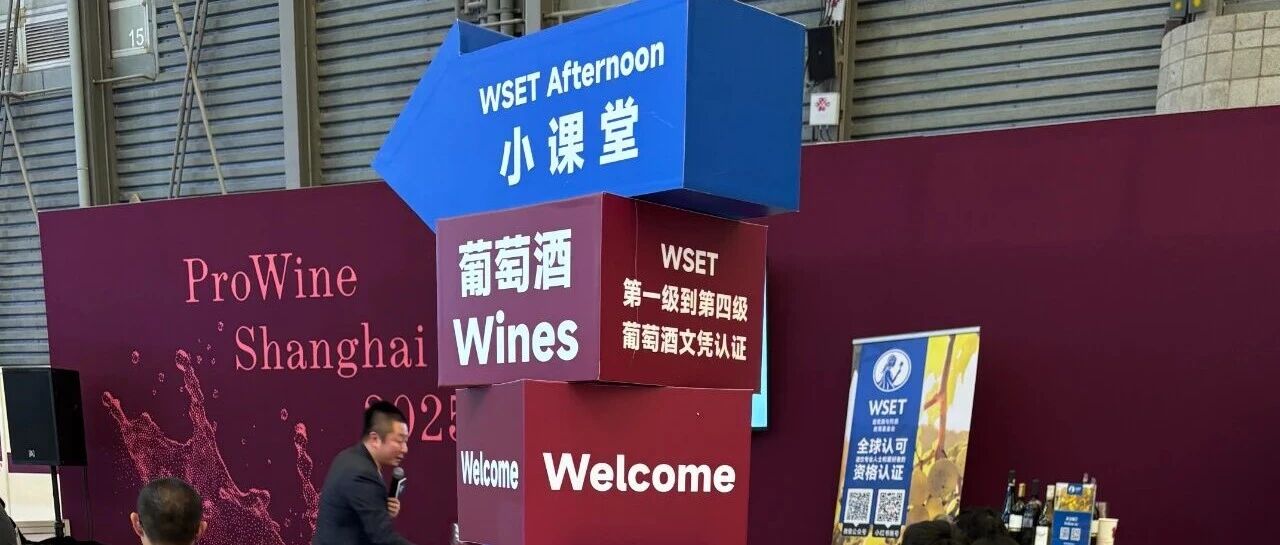 15
WSET Afternoon
小课堂
葡萄酒
Wines
WSET
第一级到第四级
葡萄酒文凭认证
ProWine
Shanghai
2025
Welcome
Welcome
WSET
全球认可
资格认证